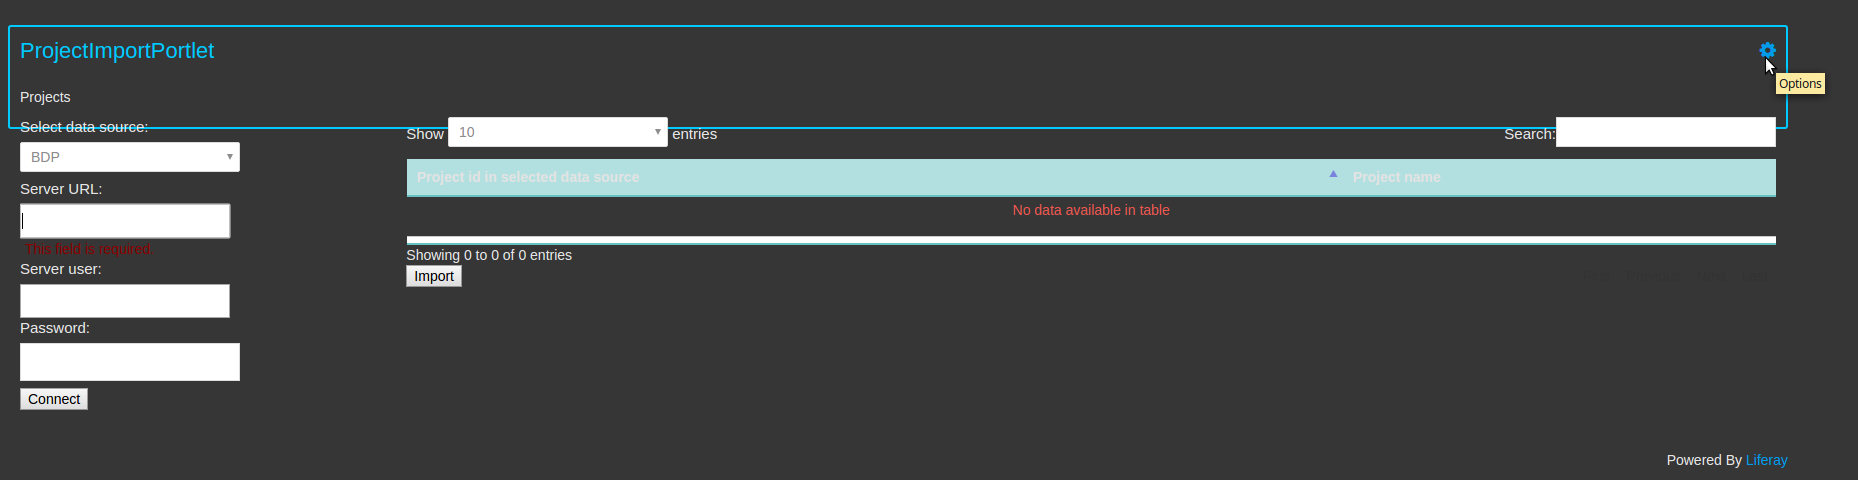 ProjectImportPortlet
Options
Projects
Select data source:
BDP
Server URL:
This field is required.
Server user:
Password:
Connect
Show 10 entries
Search:
Project id in selected data source Project name
No data available in table
Showing 0 to 0 of 0 entries
Import
Powered By Liferay